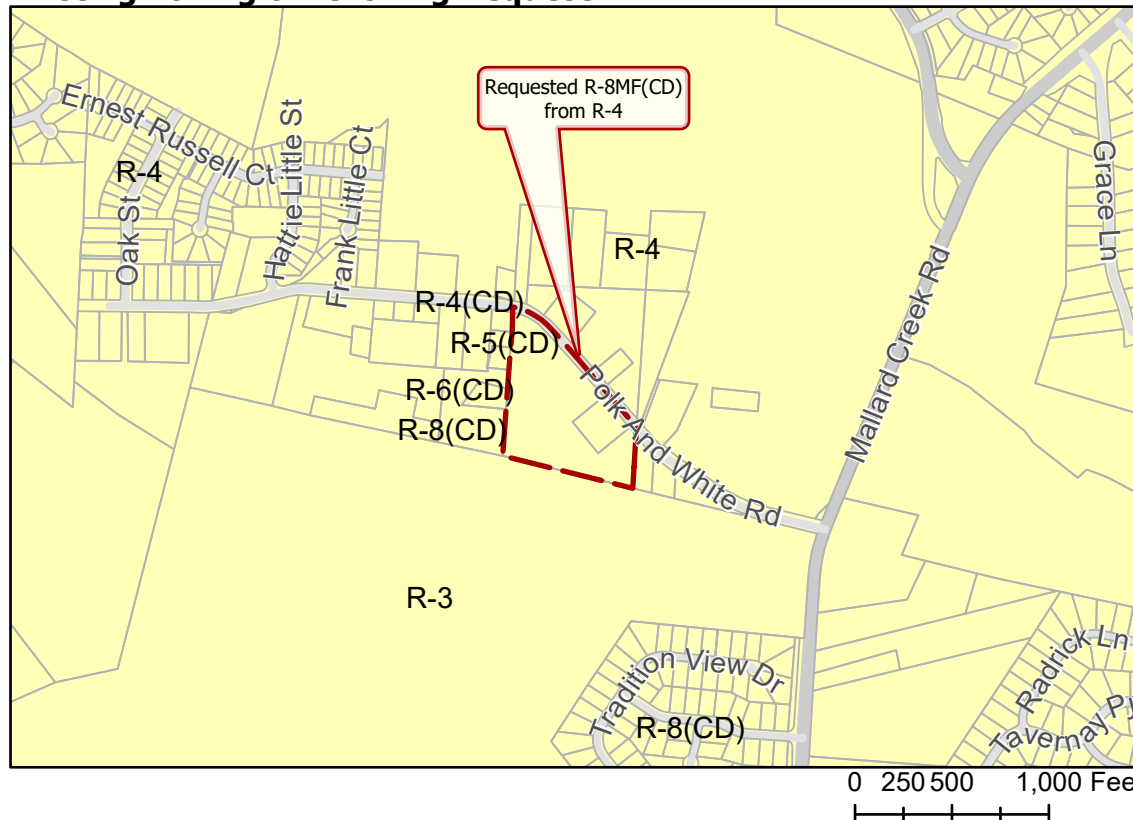 Requested R-8MF(CD)
from R-4
Ernest Russell Ct
R-4
Oak St
Hattie Little St
Frank Little Ct
R-4
R-4(CD)
R-5(CD)
R-6(CD)
R-8(CD)
Polk And White Rd
Mallard Creek Rd
Grace Ln
R-3
Tradition View Dr
R-8(CD)
Radrick Ln
Tavernay Py
0 250 500 1,000 Fee